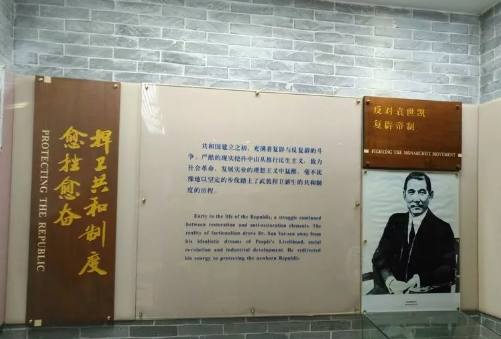 捍卫共和制度
愈挫愈奋
PROTECTING THE REPUBLIC
共和国建立之初，充满着复辟与反复辟的斗
争。严酷的现实使孙中山从推行民生主义、致力
社会革命、发展实业的理想主义中猛醒，毫不犹
豫地以坚定的步伐踏上了武装捍卫新生的共和制
度的历程。
Early in the life of the Republic, a struggle continued
between restoration and anti-restoration elements. The
reality of factionalism drove Dr. Sun Yat-sen away from
his idealistic dreams of People's Livelihood, social
revolution and industrial development. He redirected
his energy to protecting the newborn Republic.
反对袁世凯
复辟帝制
FIGHTING THE MONARCHIST MOVEMENT